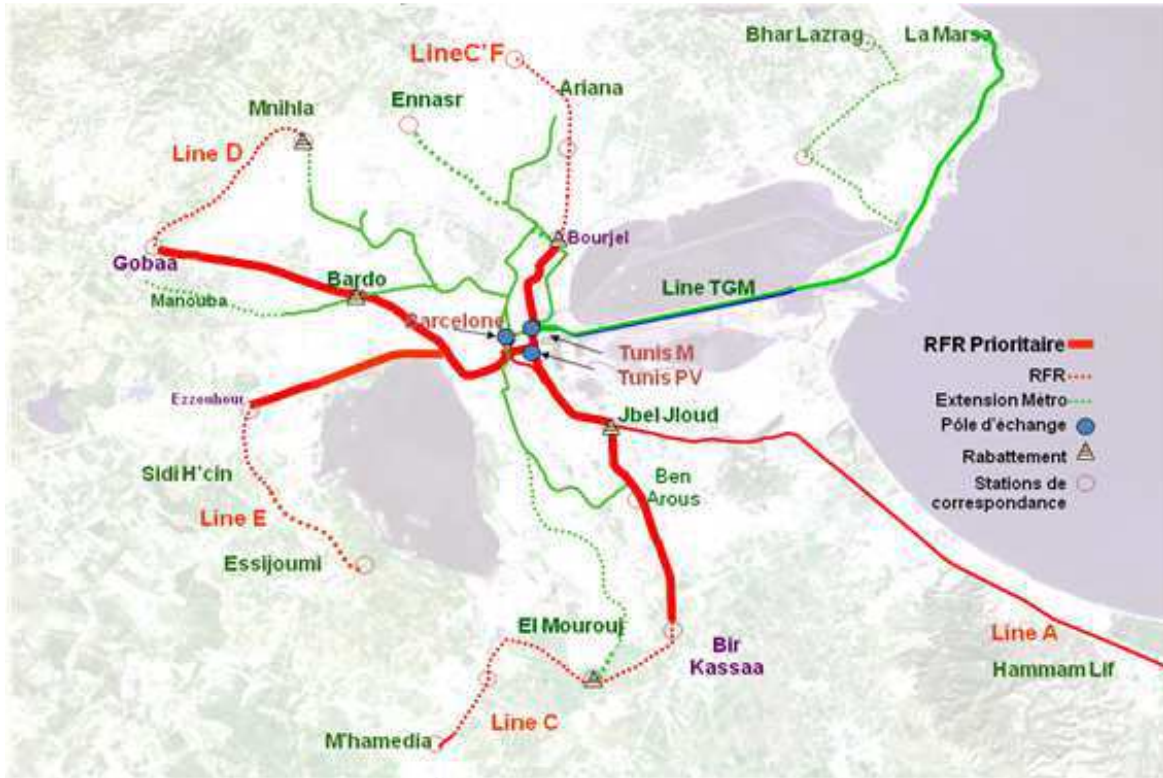 Bhar Lazrag
La Marsa
LineC'F
Ariana
Ennasr
Mnihla
Line D
Bourjel
Gobaa
Bardo
Manouba
Line TGM
Barcelone
Tunis M
Tunis PV
RFR Prioritaire
RFR
Extension Métro
Pôle d'échange
Rabattement
Stations de
correspondance
Ezzouhour
Jbel Jloud
Ben
Arous
Sidi H'cin
Line E
Essijoumi
El Mourouj
Bir
Kassaa
Line A
Hammam Lif
Line C
M'hamedia